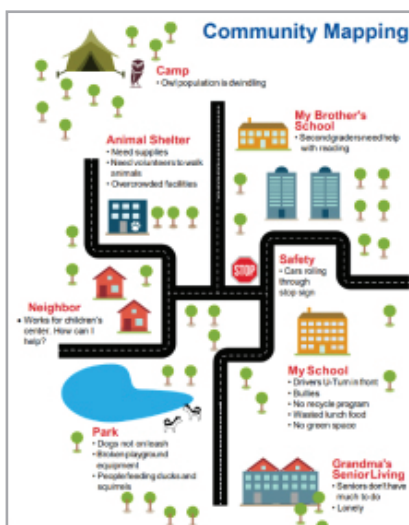 Community Mapping
Camp
• Owl population is dwindling
My Brother's
School
• Second graders need help
with reading
Animal Shelter
• Need supplies
• Need volunteers to walk
animals
• Overcrowded facilities
STOP
Safety
• Cars rolling
through
stop sign
Neighbor
• Works for children's
center. How can I
help?
My School
• Drivers U-Turn in front
• Bullies
• No recycle program
• Wasted lunch food
• No green space
Park
• Dogs not on leash
• Broken playground
equipment
• People feeding ducks and
squirrels
Grandma's
Senior Living
• Seniors don't have
much to do
• Lonely